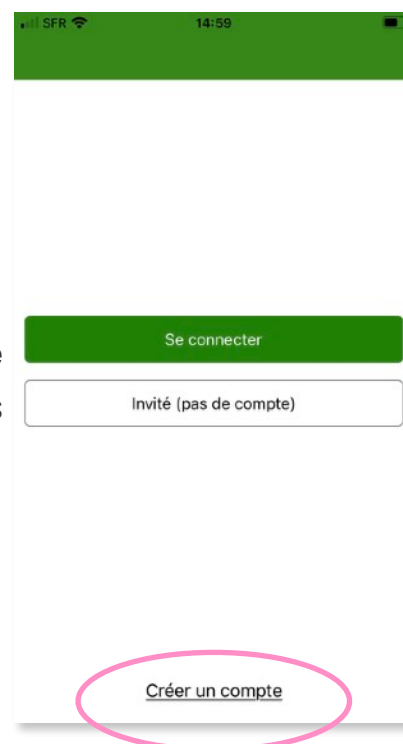 SFR 14:59
Se connecter
Invité (pas de compte)
Créer un compte